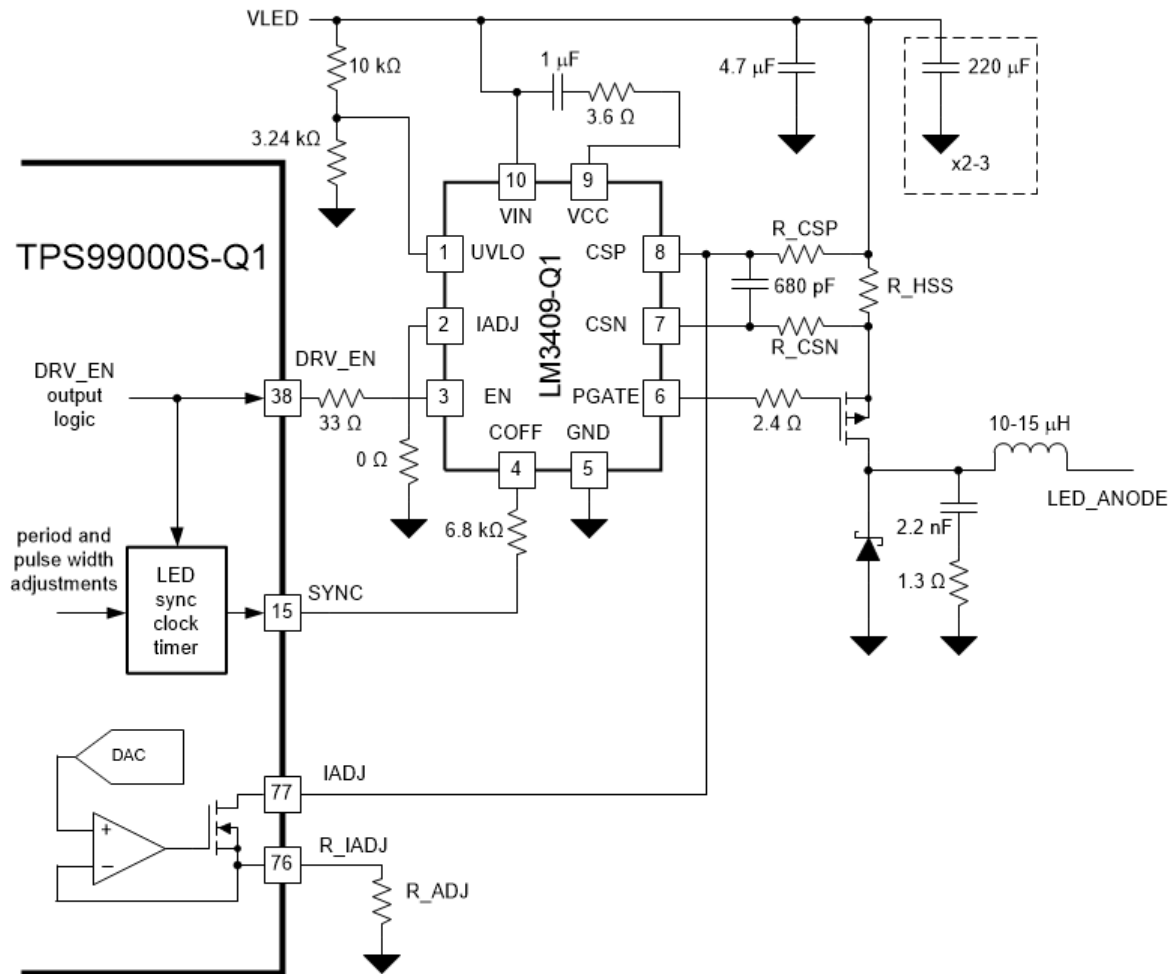 VLED
10 kΩ
1 μF
4.7 μF
220 μF
3.6 Ω
3.24 kΩ
x2-3
10
9
VIN
VCC
TPS99000S-Q1
1
UVLO
CSP
8
R_CSP
LM3409-Q1
680 pF
R_HSS
2
IADJ
CSN
7
R_CSN
DRV_EN
output
logic
38
DRV_EN
33 Ω
3
EN
PGATE
6
2.4 Ω
10-15 μH
LED_ANODE
COFF
GND
4
5
0 Ω
6.8 kΩ
2.2 nF
1.3 Ω
period and
pulse width
adjustments
LED
sync
clock
timer
15
SYNC
DAC
77
IADJ
+
–
76
R_IADJ
R_ADJ